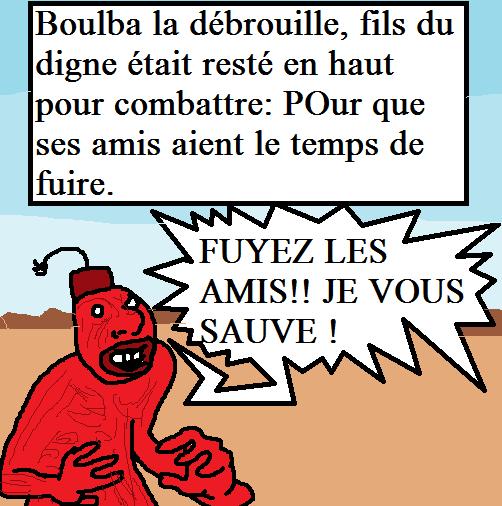 Boulba la débrouille, fils du
digne était resté en haut
pour combattre: POur que
ses amis aient le temps de
fuire.
FUYEZ LES
AMIS!! JE VOUS
SAUVE !